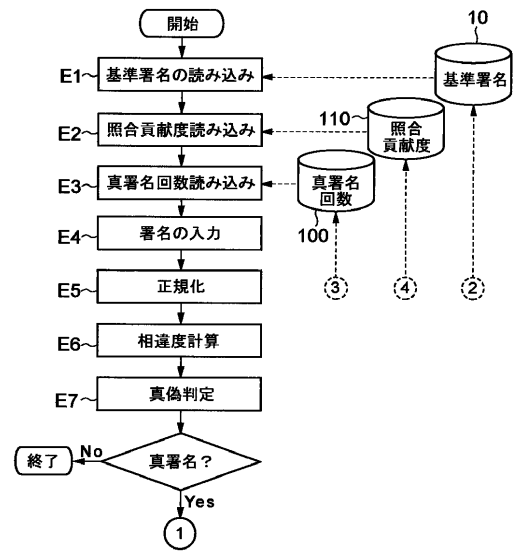 開始
10
E1
基準署名の読み込み
基準署名
110
E2
照合貢献度読み込み
照合
貢献度
E3
真署名回数読み込み
真署名
回数
100
E4
署名の入力
E5
正規化
③
④
②
E6
相違度計算
E7
真偽判定
真署名？
No
終了
Yes
1